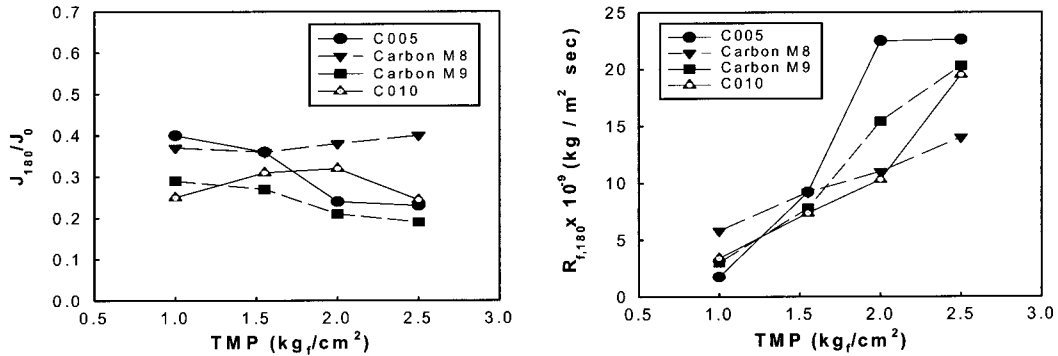 0.7
0.6
0.5
0.4
0.3
0.2
0.1
0.0
J180/J0
C005
Carbon M8
Carbon M9
C010
0.5 1.0 1.5 2.0 2.5 3.0
TMP (kgf/cm2)
25
20
15
10
5
0
Rf,180 x 10-9 (kg / m2 sec)
C005
Carbon M8
Carbon M9
C010
0.5 1.0 1.5 2.0 2.5 3.0
TMP (kgf/cm2)